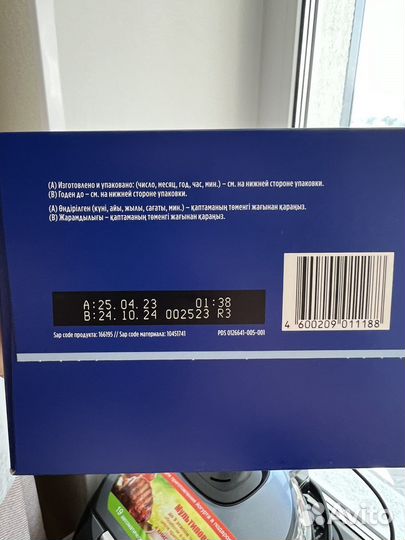 (А) Изготовлено и упаковано: (число, месяц, год, час, мин.) – см. на нижней стороне упаковки.
(В) Годен до – см. на нижней стороне упаковки.
(А) Өндірілген (күні, айы, жылы, сағаты, мин.) – қаптаманың төменгі жағынан қараңыз.
(В) Жарамдылығы – қаптаманың төменгі жағынан қараңыз.
A:25.04.23 01:38
B:24.10.24 002523 R3
Sap code продукта: 166195 // Sap code материала: 10451741
PDS 0126641-005-001
4 600209 011188
19
Мультипов
Avito